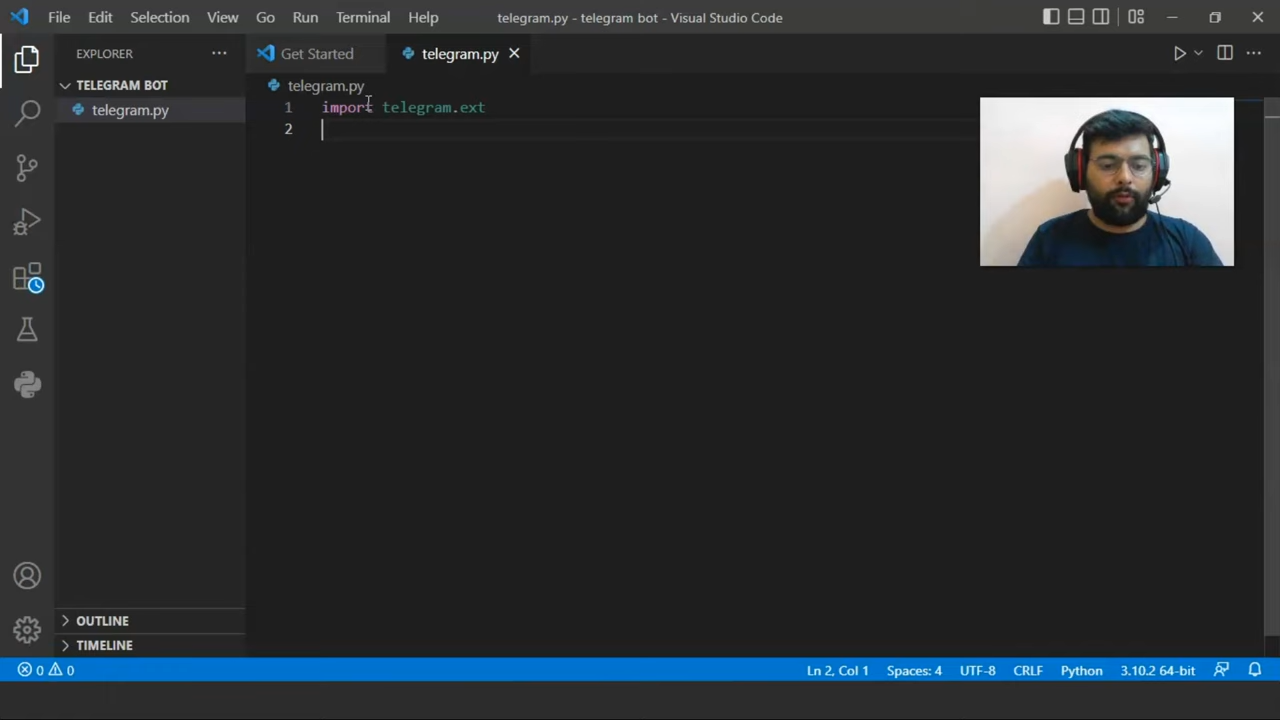 File Edit Selection View Go Run Terminal Help telegram.py - telegram bot - Visual Studio Code
EXPLORER
Get Started telegram.py
TELEGRAM BOT
telegram.py
telegram.py
1 import telegram.ext
2
OUTLINE
TIMELINE
0 0 Ln 2, Col 1 Spaces: 4 UTF-8 CRLF Python 3.10.2 64-bit